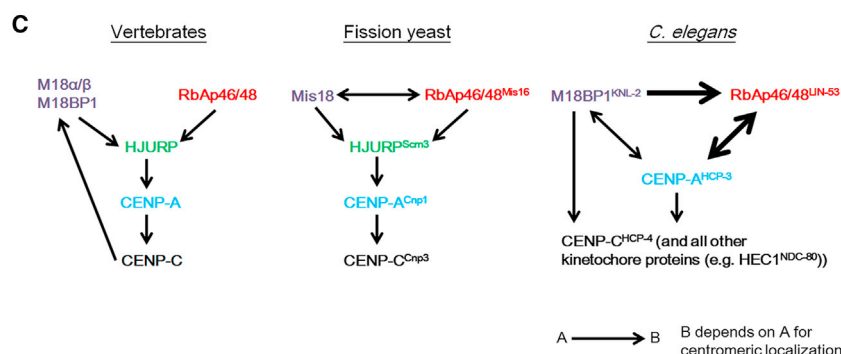 C
Vertebrates
M18α/β
M18BP1
RbAp46/48
HJURP
CENP-A
CENP-C
Fission yeast
Mis18
RbAp46/48Mis16
HJURPScm3
CENP-ACnp1
CENP-CCnp3
C. elegans
M18BP1KNL-2
RbAp46/48LIN-53
CENP-AHCP-3
CENP-CHCP-4 (and all other
kinetochore proteins (e.g. HEC1NDC-80))
A B B depends on A for
centromeric localization